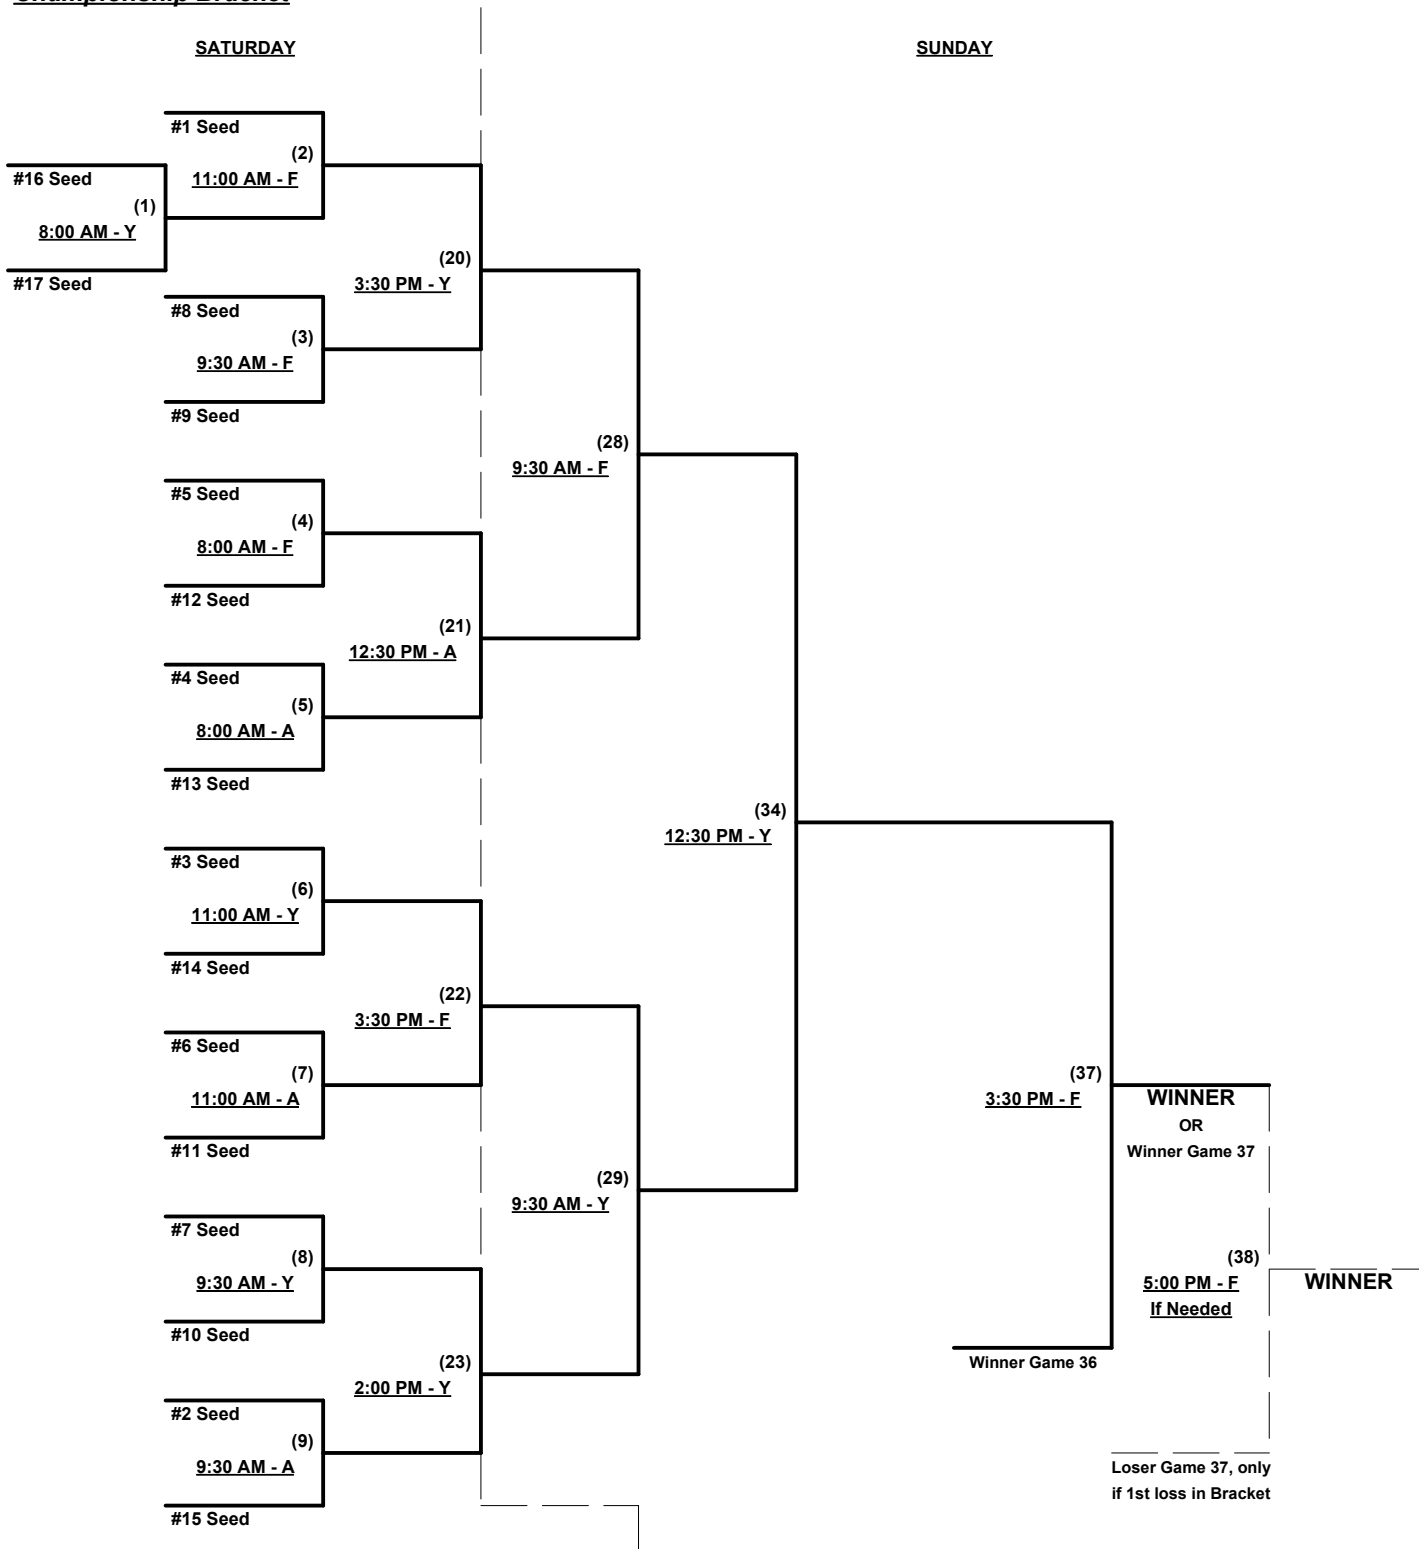 Championship Bracket
SATURDAY
SUNDAY
#1 Seed
(2)
11:00 AM - F
#16 Seed
(1)
8:00 AM - Y
#17 Seed
(20)
3:30 PM - Y
#8 Seed
(3)
9:30 AM - F
#9 Seed
(28)
9:30 AM - F
#5 Seed
(4)
8:00 AM - F
#12 Seed
(21)
12:30 PM - A
#4 Seed
(5)
8:00 AM - A
#13 Seed
(34)
12:30 PM - Y
#3 Seed
(6)
11:00 AM - Y
#14 Seed
(22)
3:30 PM - F
#6 Seed
(7)
11:00 AM - A
#11 Seed
(37)
3:30 PM - F
WINNER
OR
Winner Game 37
(29)
9:30 AM - Y
#7 Seed
(8)
9:30 AM - Y
#10 Seed
(38)
5:00 PM - F
If Needed
WINNER
Winner Game 36
(23)
2:00 PM - Y
#2 Seed
(9)
9:30 AM - A
#15 Seed
Loser Game 37, only
if 1st loss in Bracket